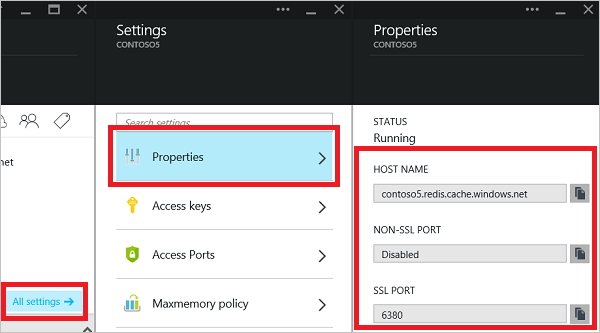 Settings
CONTOSO5
Properties
CONTOSO5
net
All settings →
Search settings
Properties
Access keys
Access Ports
Maxmemory policy
STATUS
Running
HOST NAME
contoso5.redis.cache.windows.net
NON-SSL PORT
Disabled
SSL PORT
6380